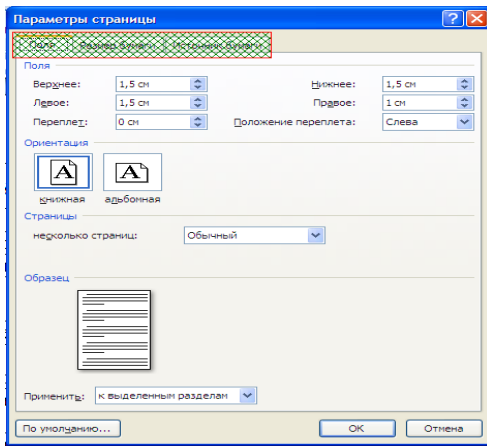 Параметры страницы
Поля Размер бумаги Источник бумаги
Поля
Верхнее: 1,5 см Нижнее: 1,5 см
Левое: 1,5 см Правое: 1 см
Переплет: 0 см Положение переплета: Слева
Ориентация
книжная альбомная
Страницы
несколько страниц: Обычный
Образец
Применить: к выделенным разделам
По умолчанию... ОК Отмена